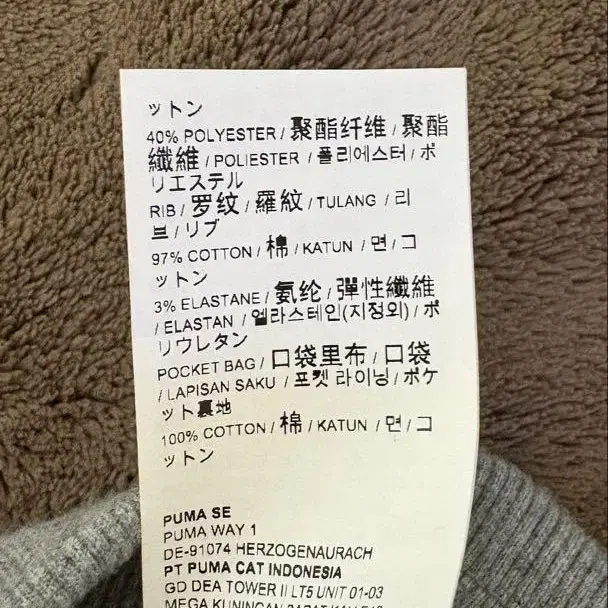 ットン
40% POLYESTER / 聚酯纤维 / 聚酯
纖維 / POLIESTER / 폴리에스터 / ポ
リエステル
RIB / 罗纹 / 羅紋 / TULANG / 리
브 / リブ
97% COTTON / 棉 / KATUN / 면 / コ
ットン
3% ELASTANE / 氨纶 / 彈性纖維
/ ELASTAN / 엘라스테인(지정외) / ポ
リウレタン
POCKET BAG / 口袋里布 / 口袋
/ LAPISAN SAKU / 포켓 라이닝 / ポケ
ット裏地
100% COTTON / 棉 / KATUN / 면 / コ
ットン
PUMA SE
PUMA WAY 1
DE-91074 HERZOGENAURACH
PT PUMA CAT INDONESIA
GD DEA TOWER II LT5 UNIT 01-03
MEGA KUNINGAN